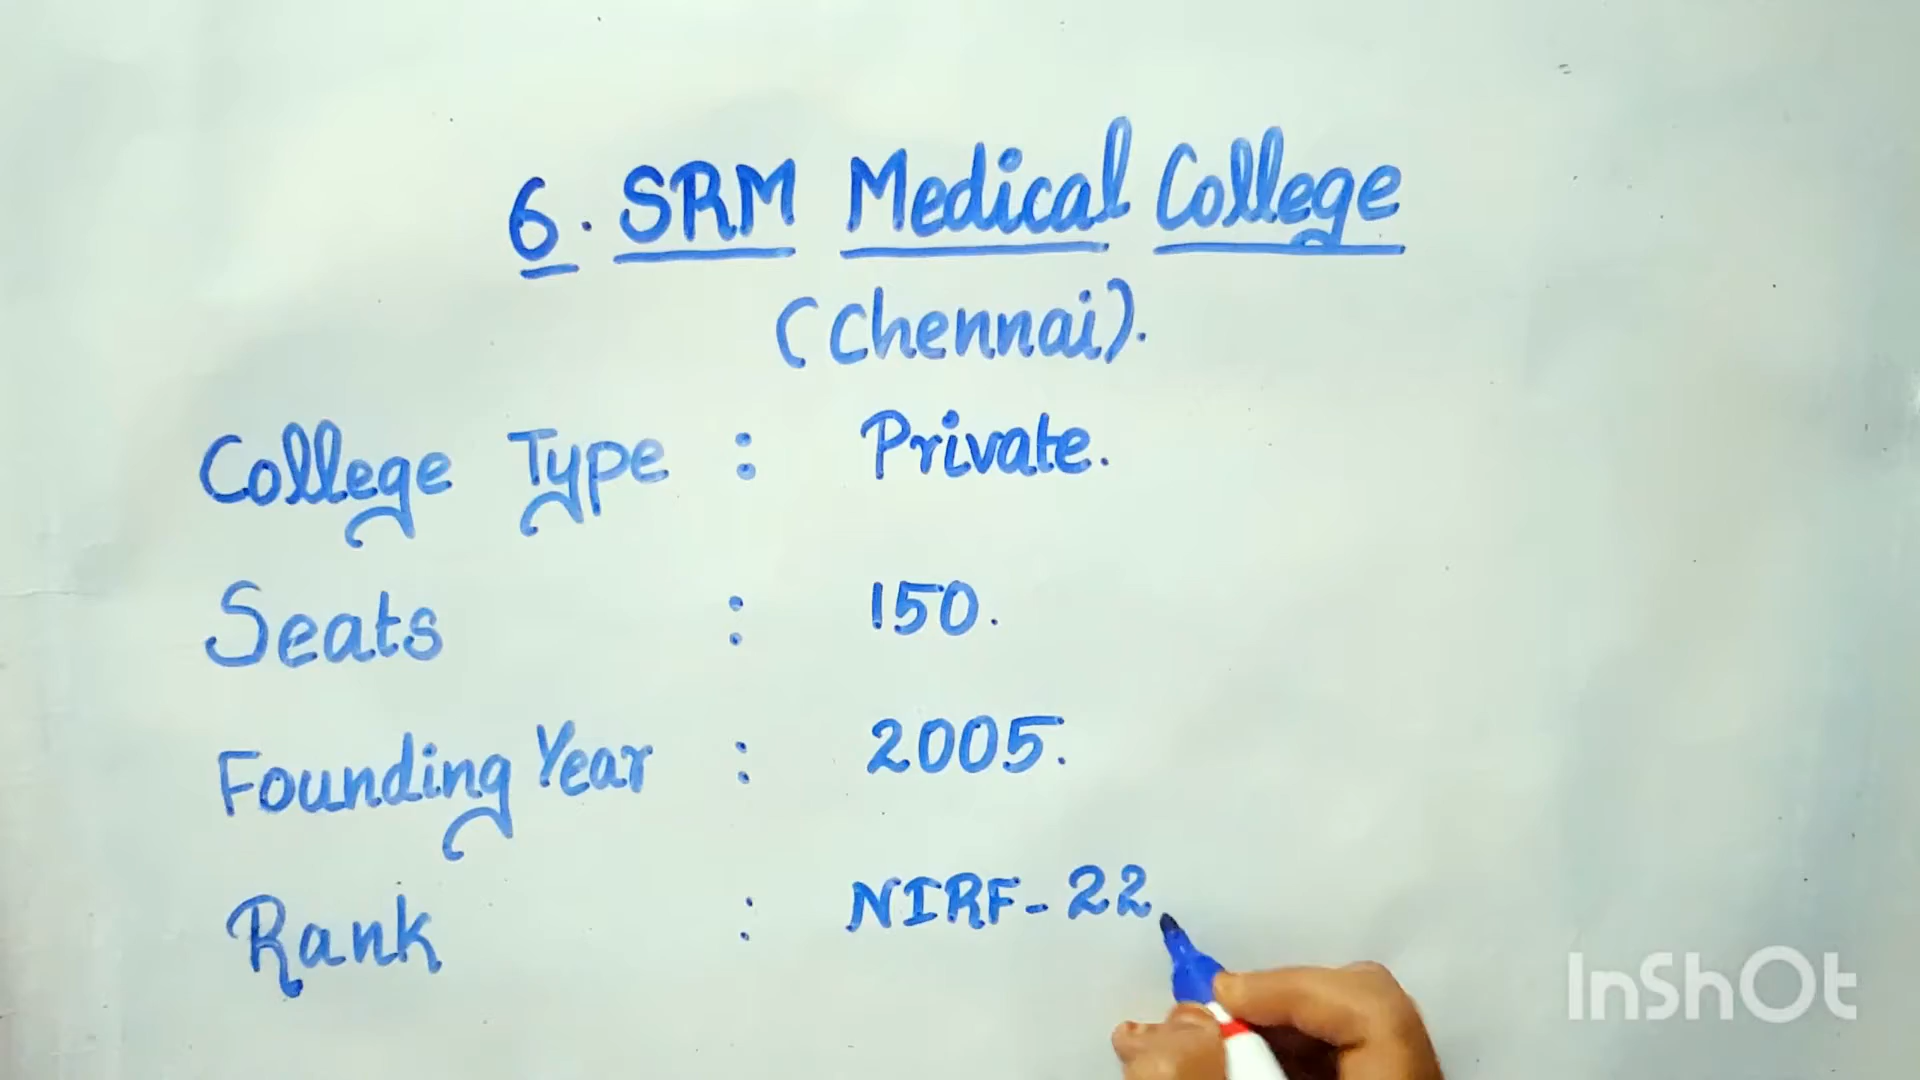 6. SRM Medical College
(Chennai).
College Type : Private.
Seats : 150.
Founding Year : 2005.
Rank : NIRF-22
InShOt